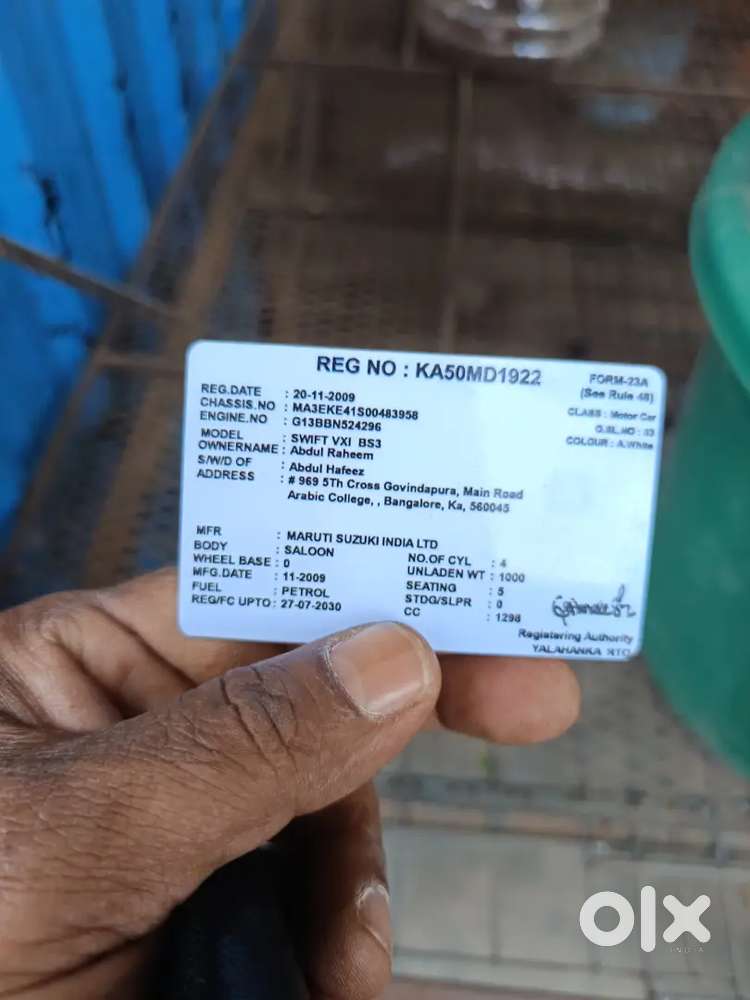 REG NO : KA50MD1922
FORM-23A
(See Rule 48)
REG.DATE : 20-11-2009
CLASS : Motor Car
CHASSIS.NO : MA3EKE41S00483958
O.SL.NO : 03
ENGINE.NO : G13BBN524296
COLOUR : A.White
MODEL : SWIFT VXI BS3
OWNERNAME : Abdul Raheem
S/W/D OF : Abdul Hafeez
ADDRESS : # 969 5Th Cross Govindapura, Main Road
Arabic College, , Bangalore, Ka, 560045
MFR : MARUTI SUZUKI INDIA LTD
BODY : SALOON
NO.OF CYL : 4
WHEEL BASE : 0
UNLADEN WT : 1000
MFG.DATE : 11-2009
SEATING : 5
FUEL : PETROL
STDG/SLPR : 0
REG/FC UPTO : 27-07-2030
CC : 1298
Registering Authority
YALAHANKA RTO
olx